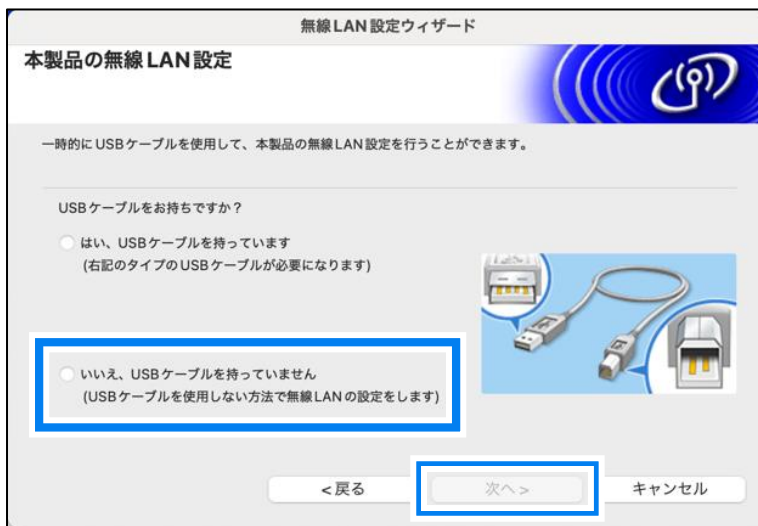 無線LAN設定ウィザード
本製品の無線LAN設定
一時的にUSBケーブルを使用して、本製品の無線LAN設定を行うことができます。
USBケーブルをお持ちですか？
はい、USBケーブルを持っています
(右記のタイプのUSBケーブルが必要になります)
いいえ、USBケーブルを持っていません
(USBケーブルを使用しない方法で無線LANの設定をします)
<戻る
次へ>
キャンセル